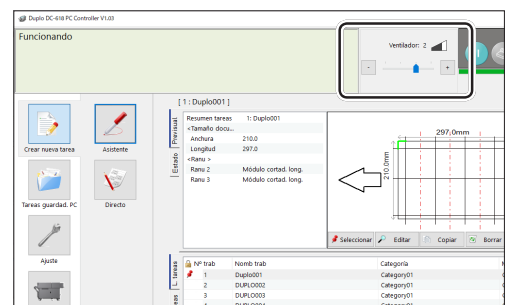 Duplo DC-618 PC Controller V1.03
Funcionando
Ventilador: 2
- +
[ 1 : Duplo001 ]
Crear nueva tarea
Asistente
Tareas guardad. PC
Directo
Ajuste
Previsual.
Estado
Resumen tareas 1: Duplo001
<Tamaño docu...
Anchura 210.0
Longitud 297.0
<Ranu >
Ranu 2 Módulo cortad. long.
Ranu 3 Módulo cortad. long.
297,0mm
210,0mm
Seleccionar Editar Copiar Borrar
L. tareas
Nº trab Nomb trab Categoría
1 Duplo001 Category01
2 DUPLO002 Category01
3 DUPLO003 Category01